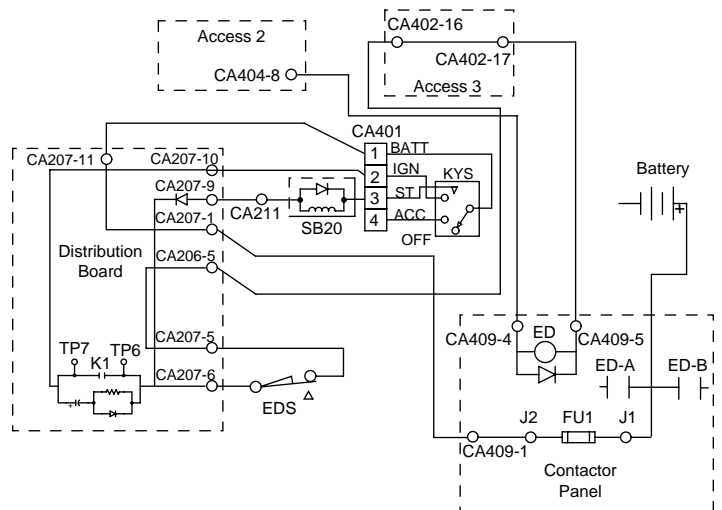 CA402-16
Access 2
CA402-17
CA404-8
Access 3
CA401
BATT
CA207-11
CA207-10
1
IGN
KYS
Battery
2
CA207-9
ST
3
+
CA211
ACC
4
CA207-1
SB20
OFF
Distribution
Board
CA206-5
CA409-4
ED
CA409-5
CA207-5
TP7
K1
TP6
ED-A
ED-B
CA207-6
+
EDS
J2
FU1
J1
CA409-1
Contactor
Panel